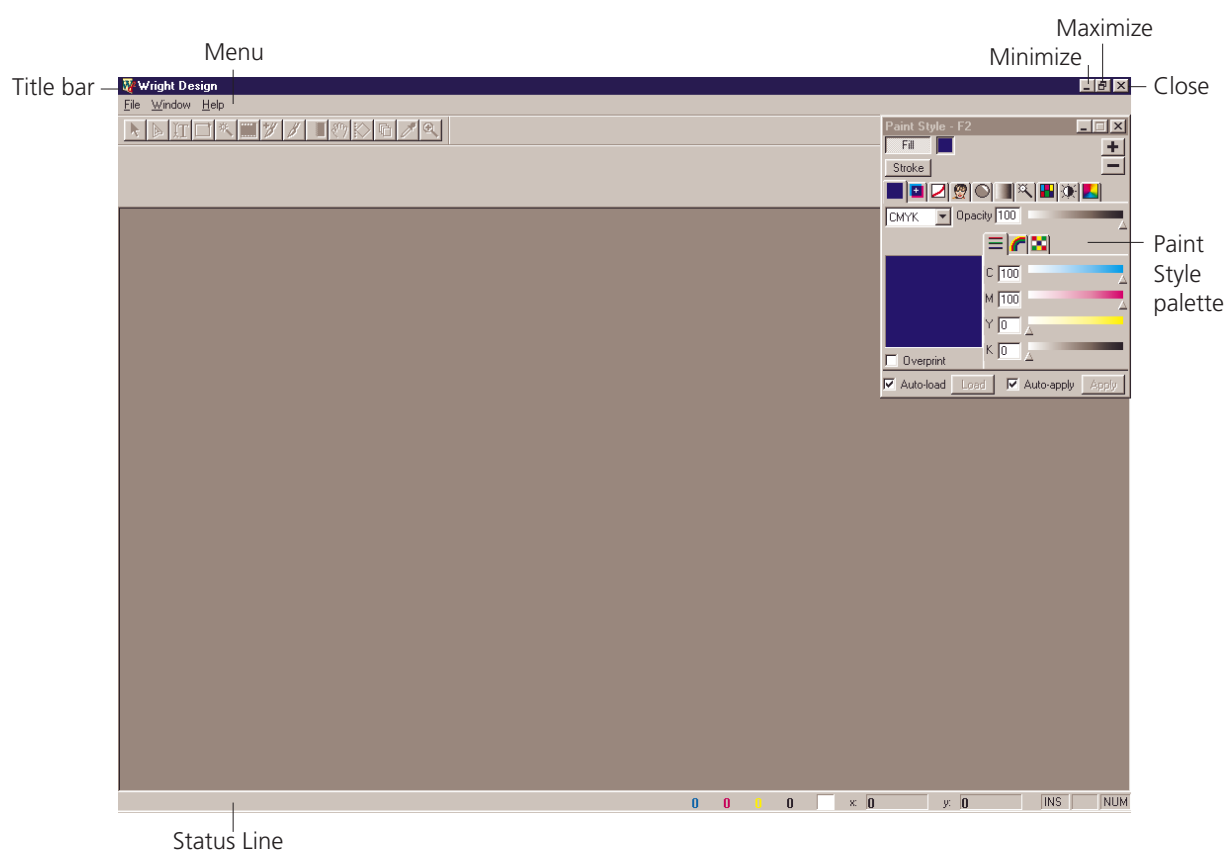 Maximize
Menu
Minimize
Title bar
Wright Design
Close
File Window Help
Paint Style - F2
Fill
Stroke
CMYK Opacity 100
Paint
Style
palette
C 100
M 100
Y 0
K 0
Overprint
Auto-load Load Auto-apply Apply
0 0 0 0 x: 0 y: 0 INS NUM
Status Line